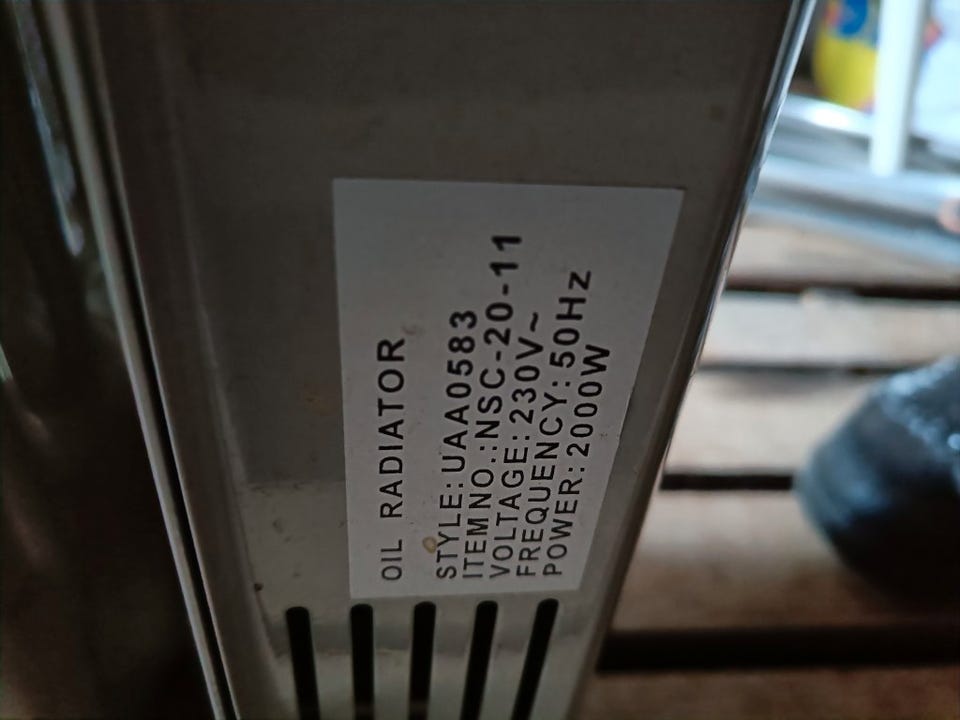 OIL RADIATOR
STYLE:UAA0583
ITEMNO.:NSC-20-11
VOLTAGE:230V~
FREQUENCY:50Hz
POWER:2000W